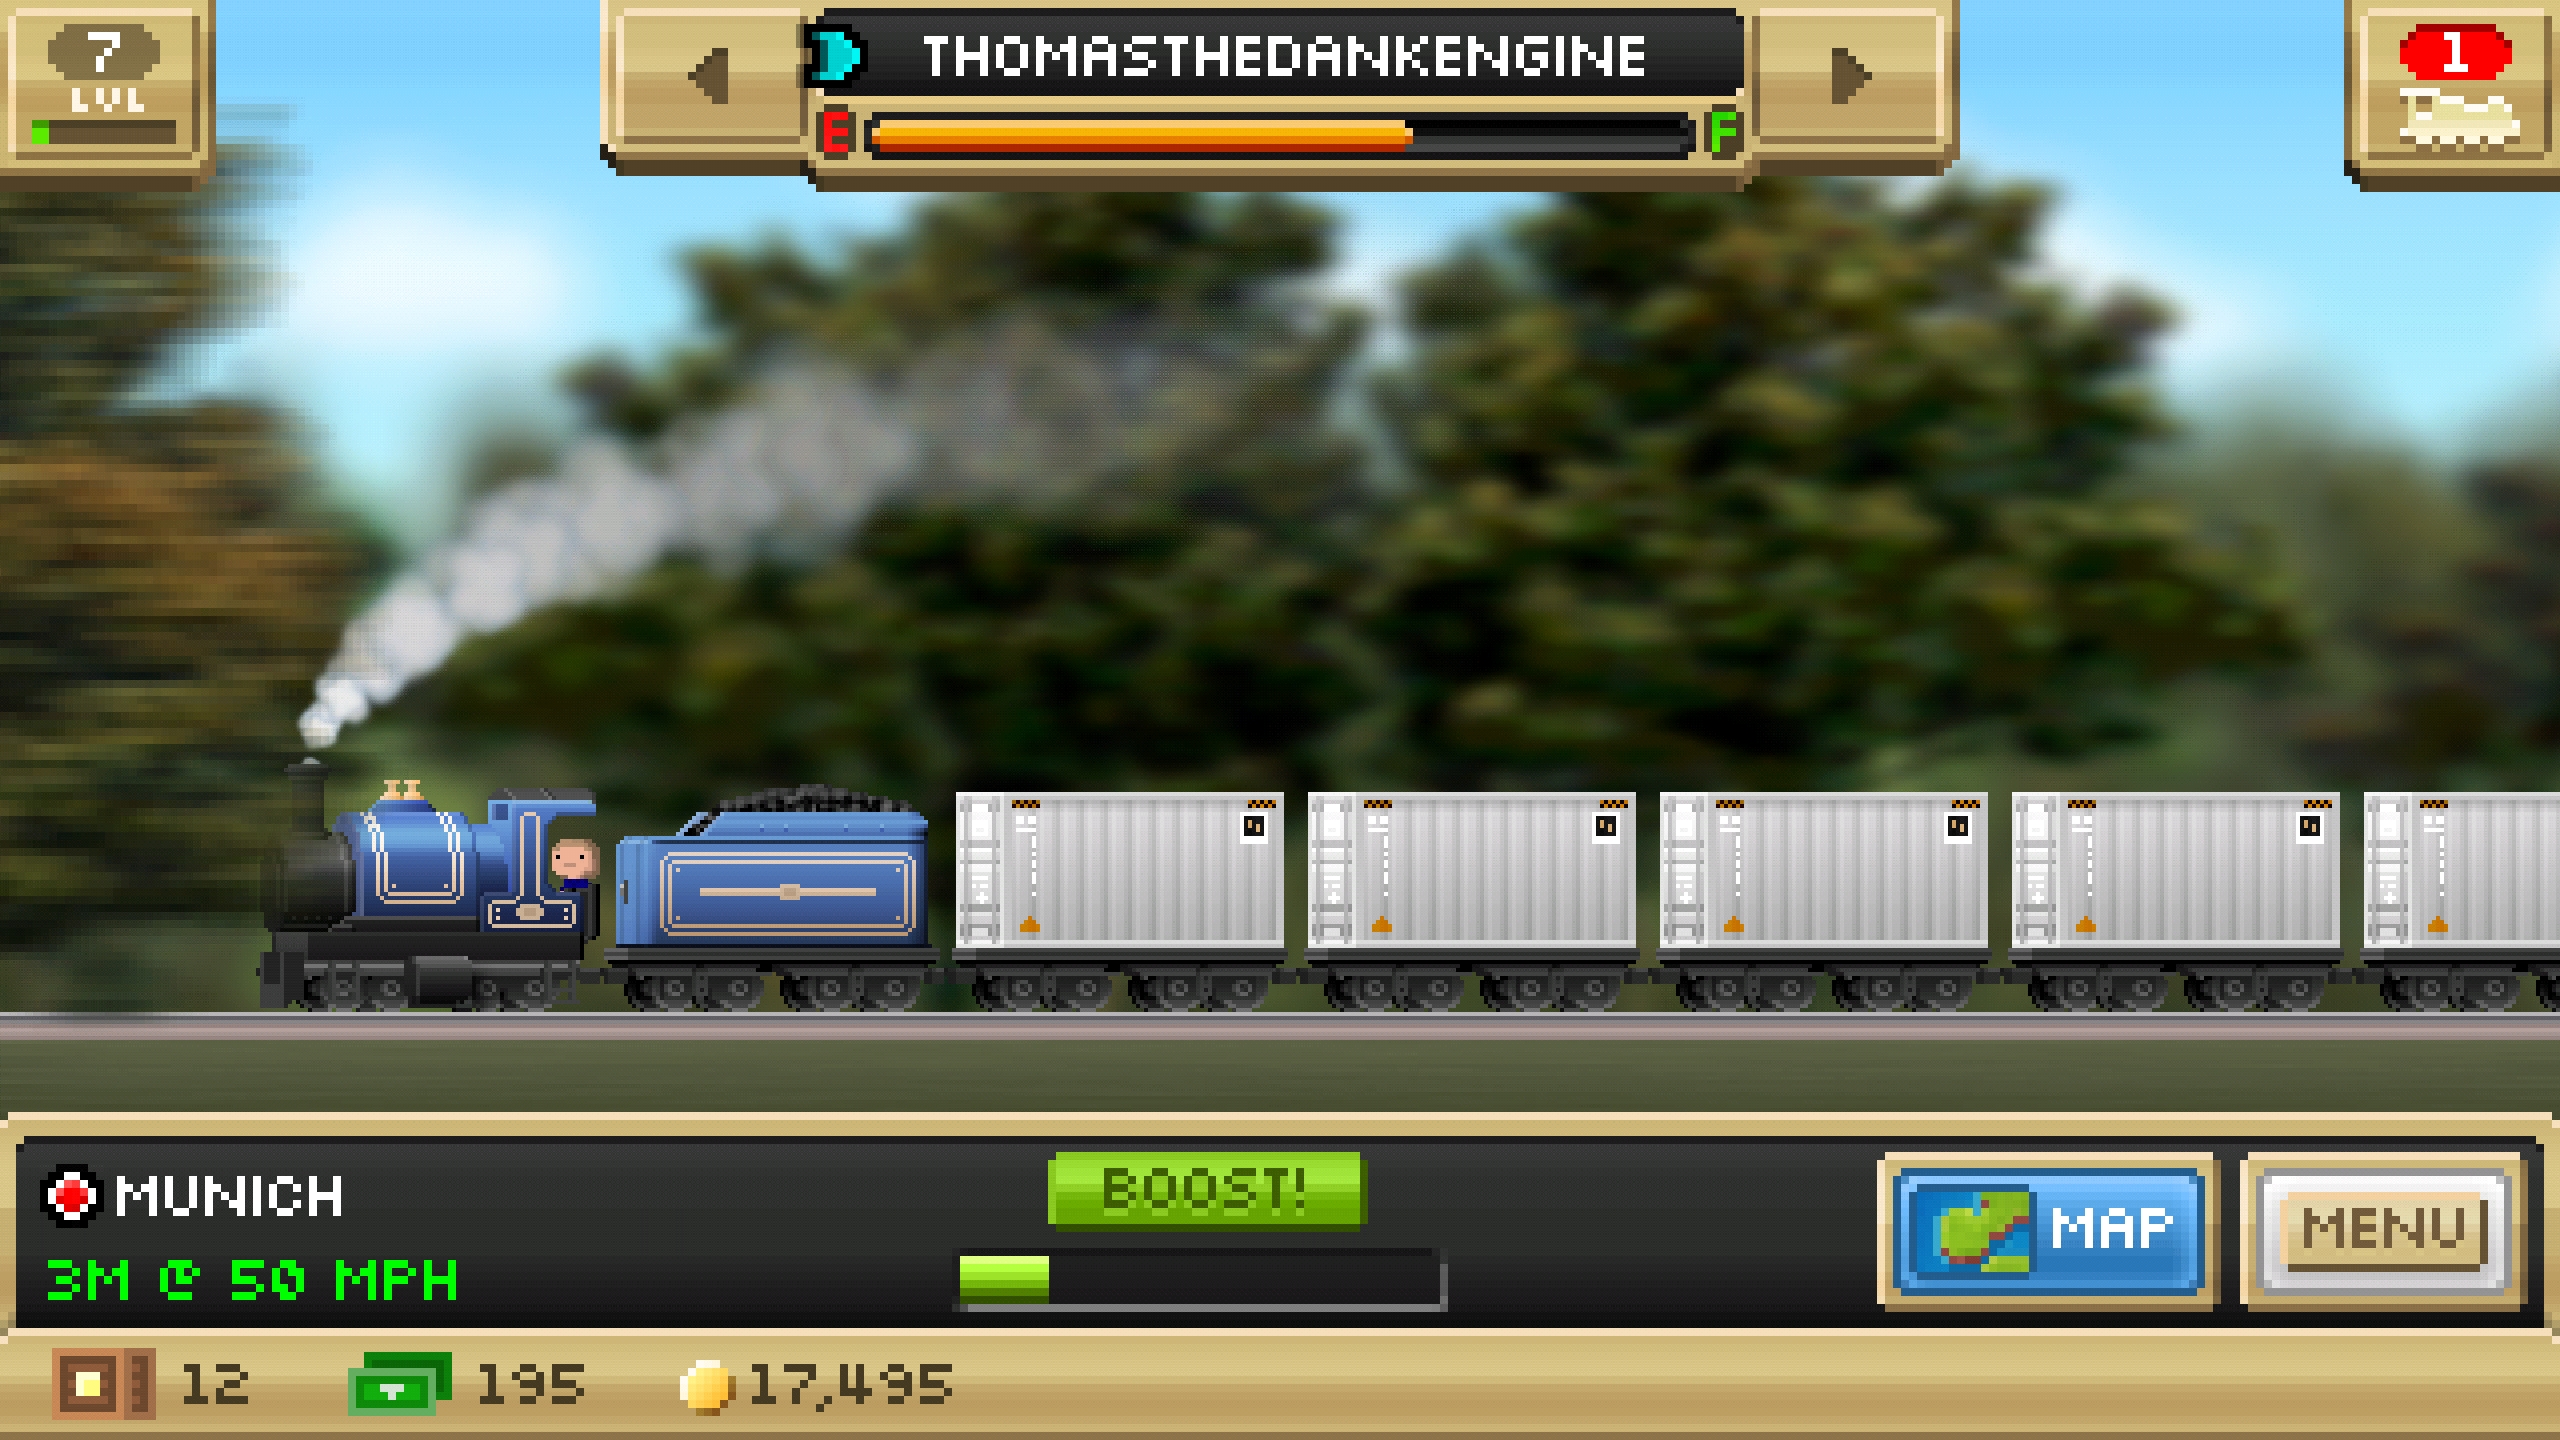 7
LVL
THOMASTHEDANKENGINE
E F
1
MUNICH
3M @ 50 MPH
BOOST!
MAP
MENU
12 195 17,495